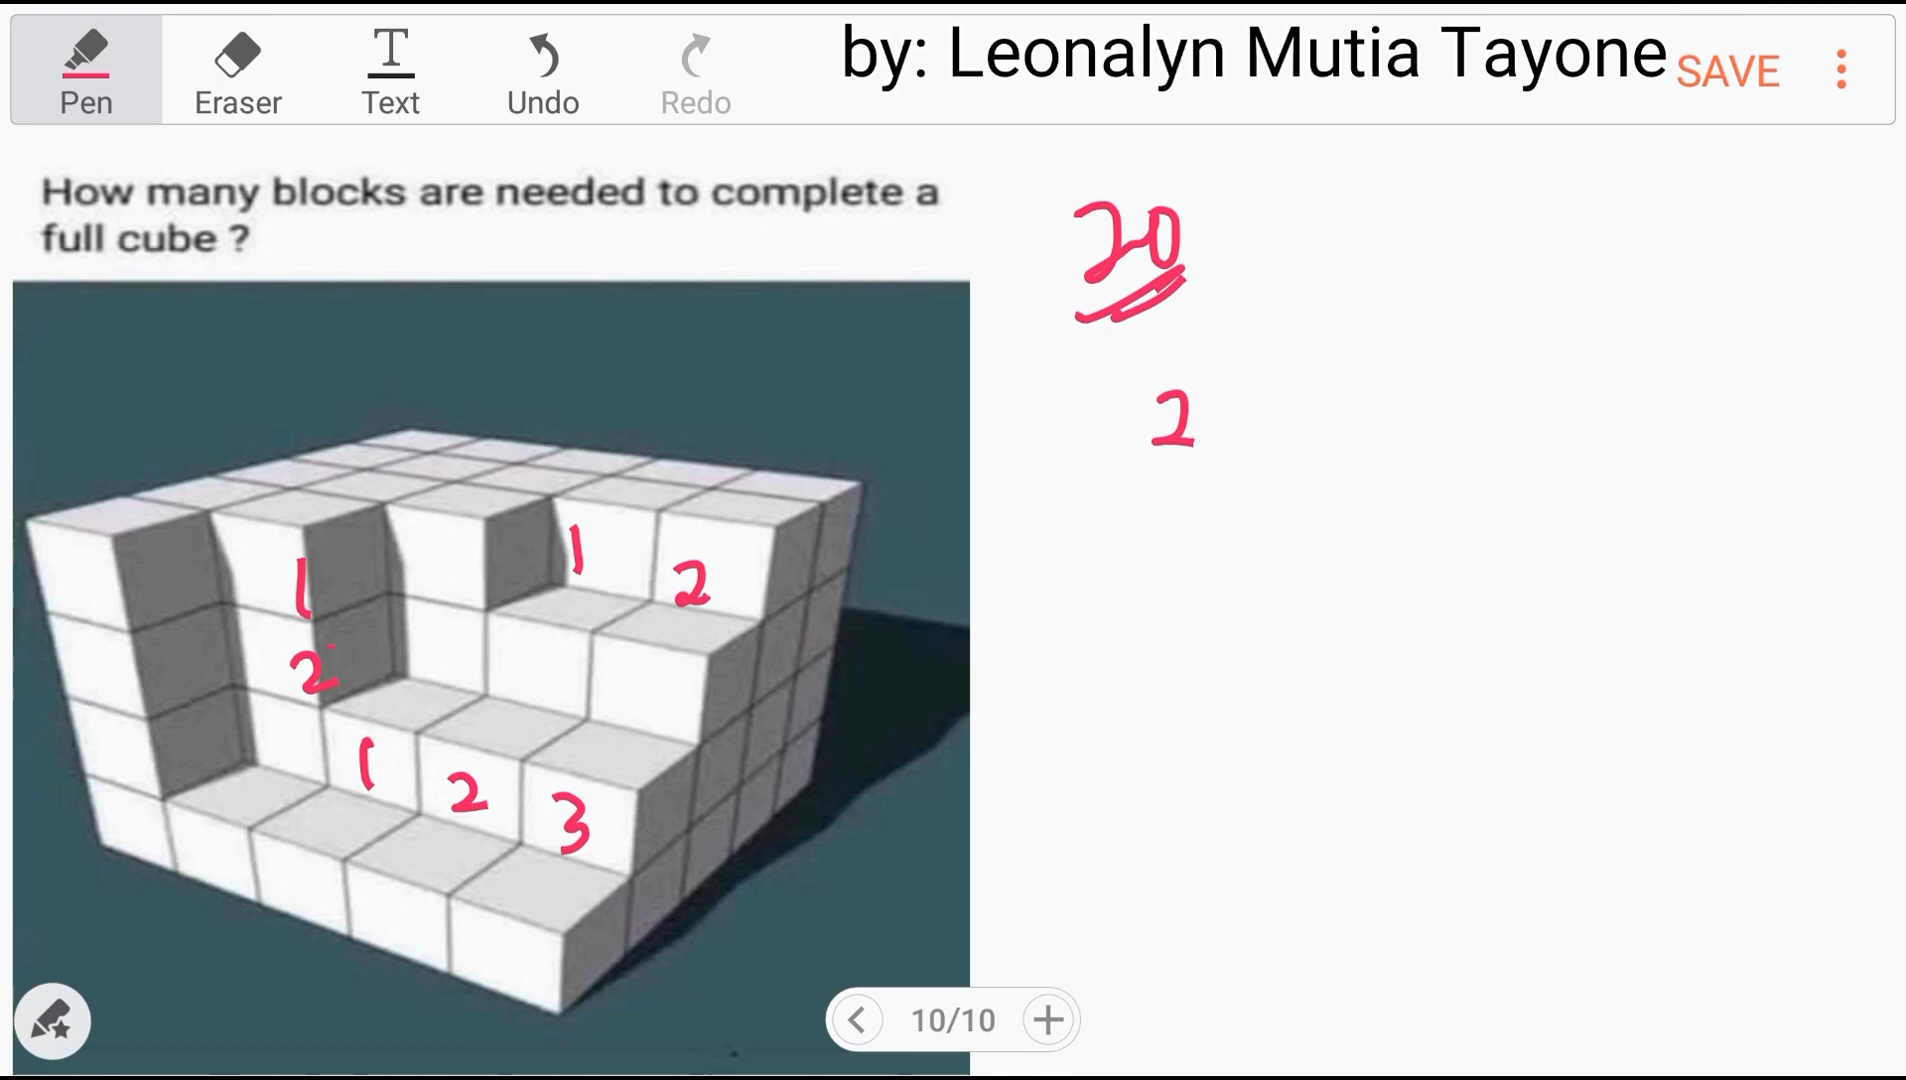 by: Leonalyn Mutia Tayone
Pen Eraser Text Undo Redo SAVE
How many blocks are needed to complete a
full cube ?
20
2
1
2
1
2
1
2
3
10/10